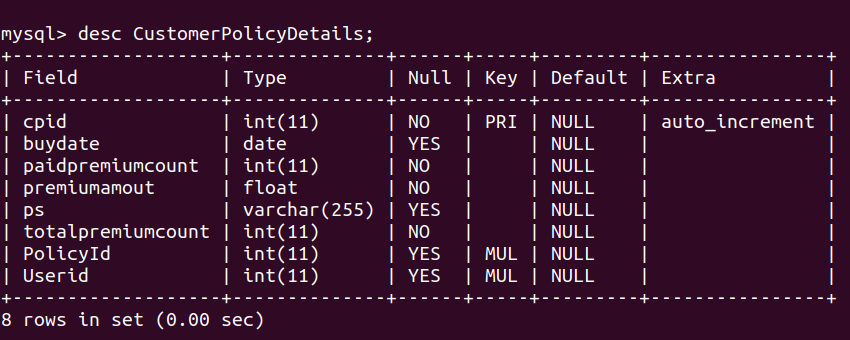 mysql> desc CustomerPolicyDetails;
+-------------------+--------------+------+-----+---------+----------------+
| Field             | Type         | Null | Key | Default | Extra          |
+-------------------+--------------+------+-----+---------+----------------+
| cpid              | int(11)      | NO   | PRI | NULL    | auto_increment |
| buydate           | date         | YES  |     | NULL    |                |
| paidpremiumcount  | int(11)      | NO   |     | NULL    |                |
| premiumamout      | float        | NO   |     | NULL    |                |
| ps                | varchar(255) | YES  |     | NULL    |                |
| totalpremiumcount | int(11)      | NO   |     | NULL    |                |
| PolicyId          | int(11)      | YES  | MUL | NULL    |                |
| Userid            | int(11)      | YES  | MUL | NULL    |                |
+-------------------+--------------+------+-----+---------+----------------+
8 rows in set (0.00 sec)